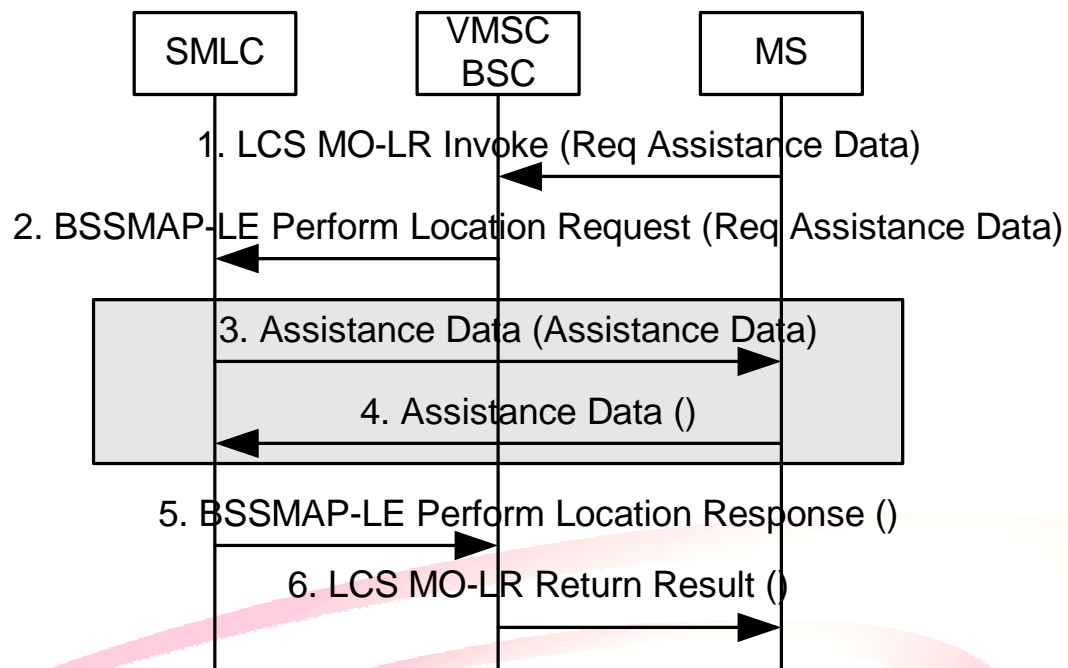 SMLC
VMSC
BSC
MS
1. LCS MO-LR Invoke (Req Assistance Data)
2. BSSMAP-LE Perform Location Request (Req Assistance Data)
3. Assistance Data (Assistance Data)
4. Assistance Data ()
5. BSSMAP-LE Perform Location Response ()
6. LCS MO-LR Return Result ()